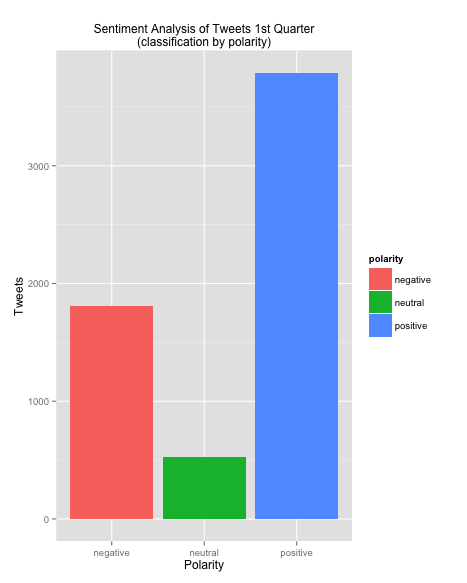 Sentiment Analysis of Tweets 1st Quarter
(classification by polarity)
3000
2000
1000
0
Tweets
negative
neutral
positive
Polarity
polarity
negative
neutral
positive